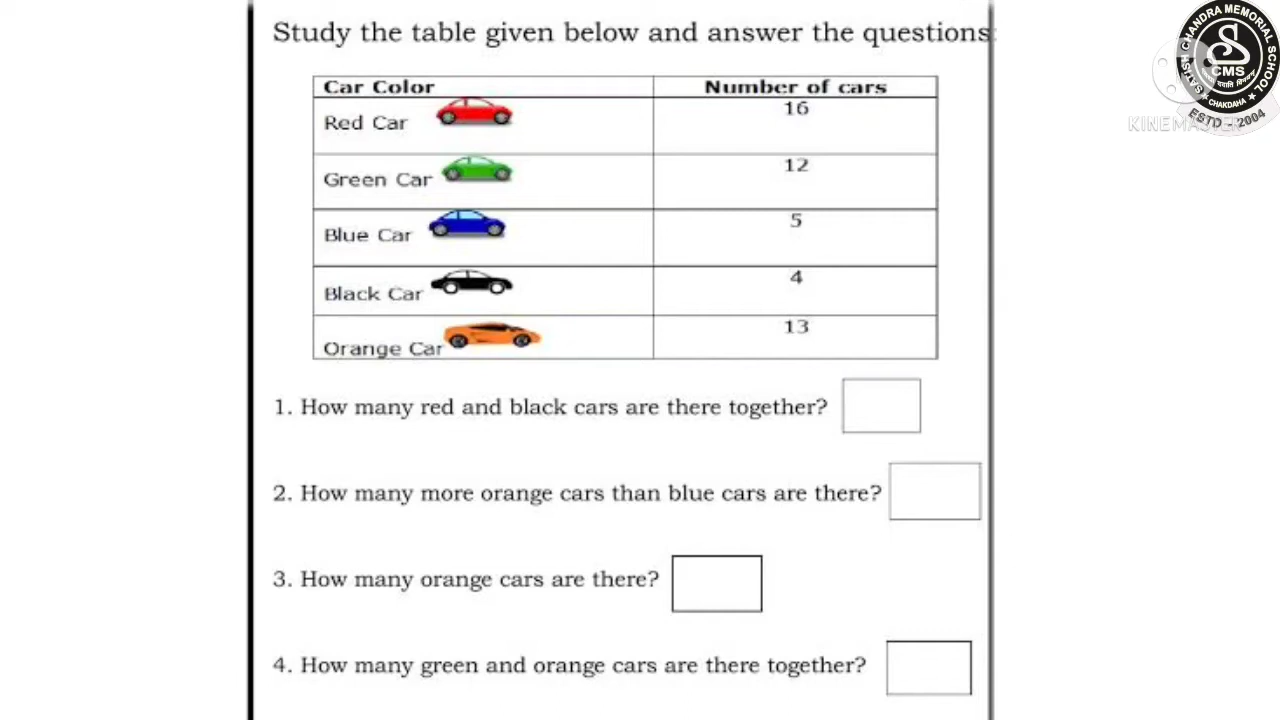 Study the table given below and answer the questions:
Car Color Number of cars
Red Car 16
Green Car 12
Blue Car 5
Black Car 4
Orange Car 13
1. How many red and black cars are there together?
2. How many more orange cars than blue cars are there?
3. How many orange cars are there?
4. How many green and orange cars are there together?
SATISH CHANDRA MEMORIAL SCHOOL
CMS
CHAKDAHA
ESTD - 2004
KINEMASTER